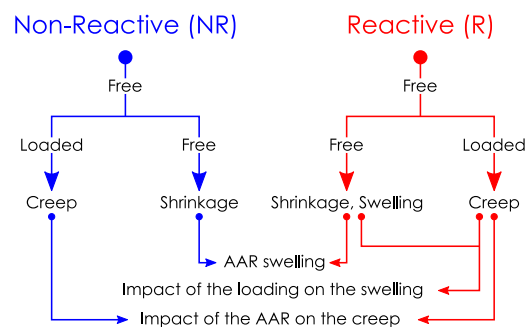 Non-Reactive (NR) Reactive (R)
Free Free
Loaded Free Free Loaded
Creep Shrinkage Shrinkage, Swelling Creep
AAR swelling
Impact of the loading on the swelling
Impact of the AAR on the creep